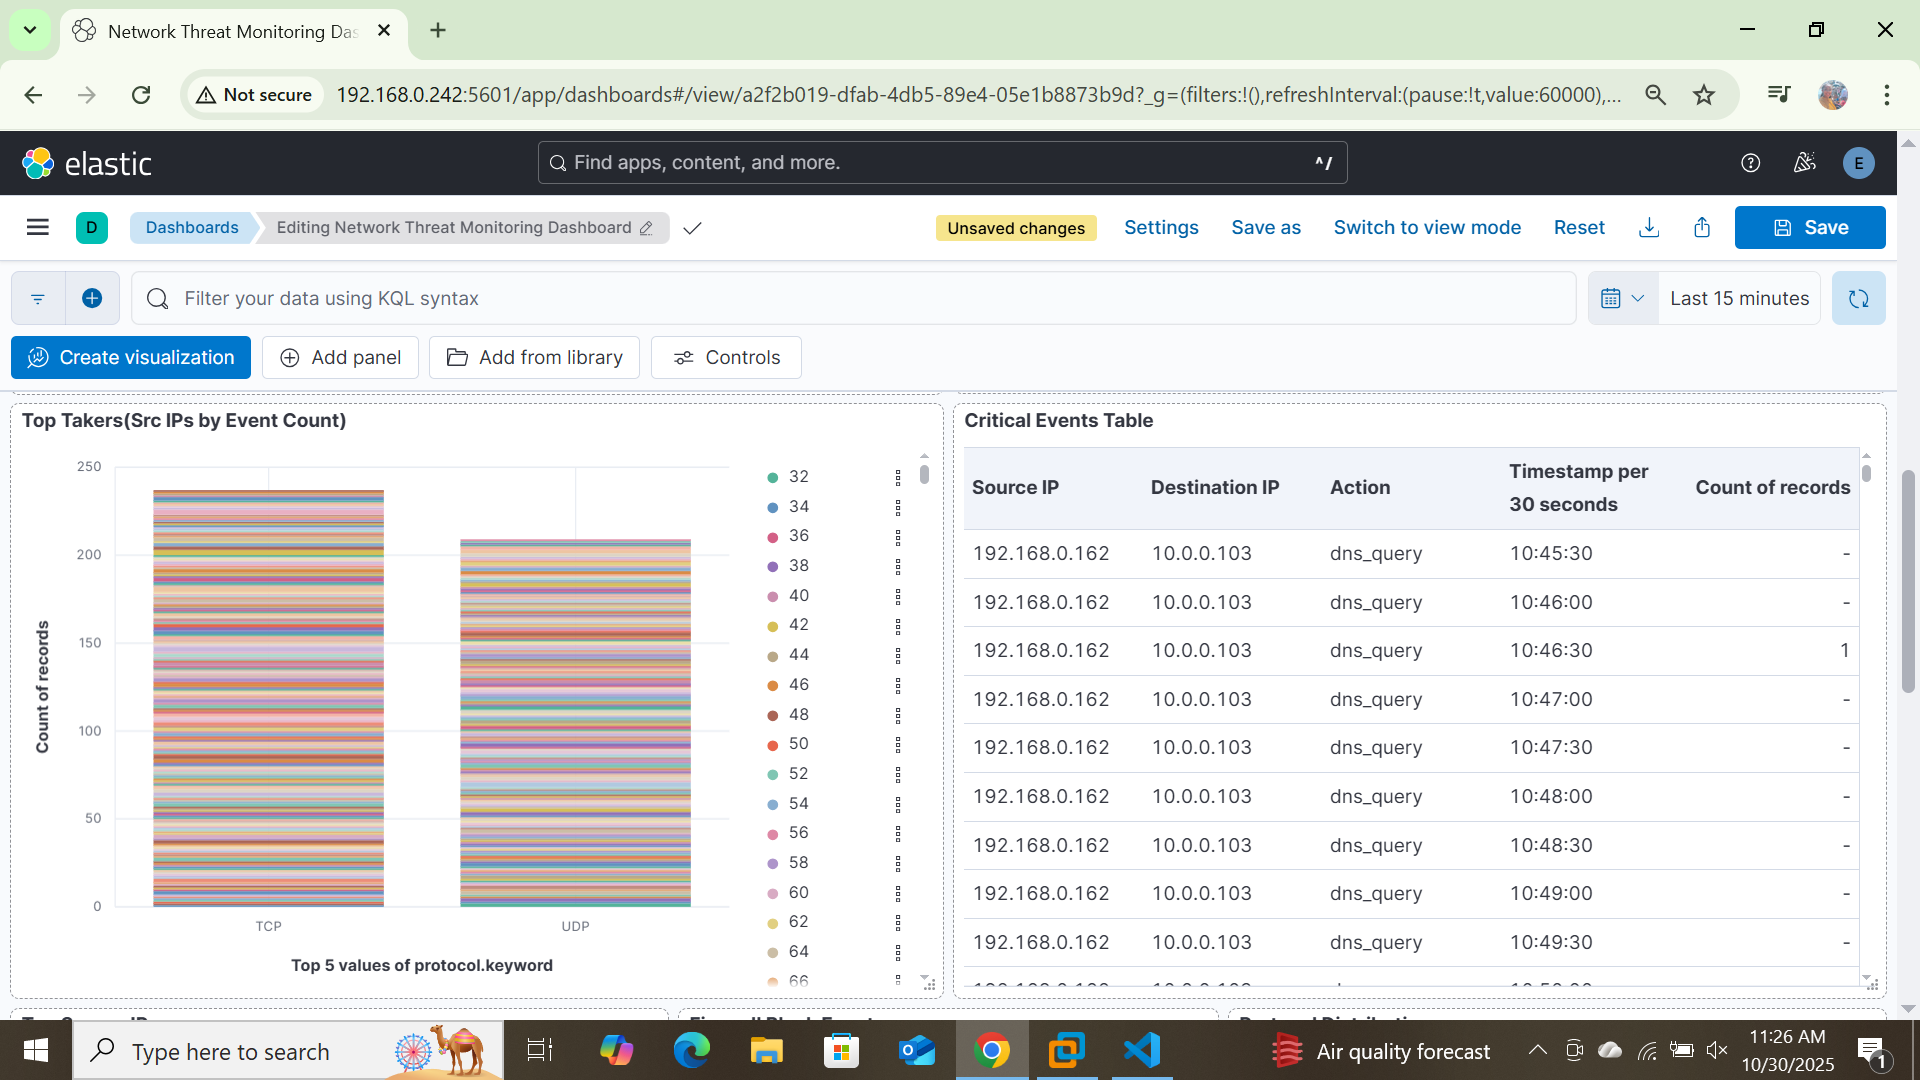 Network Threat Monitoring Das
Not secure
192.168.0.242:5601/app/dashboards#/view/a2f2b019-dfab-4db5-89e4-05e1b8873b9d?_g=(filters:!(),refreshInterval:(pause:!t,value:60000),...
elastic
Find apps, content, and more.
^/
E
D
Dashboards
Editing Network Threat Monitoring Dashboard
Unsaved changes
Settings
Save as
Switch to view mode
Reset
Save
Filter your data using KQL syntax
Last 15 minutes
Create visualization
Add panel
Add from library
Controls
Top Takers(Src IPs by Event Count)
250
200
150
100
50
0
Count of records
TCP
UDP
Top 5 values of protocol.keyword
32
34
36
38
40
42
44
46
48
50
52
54
56
58
60
62
64
66
Critical Events Table
Source IP Destination IP Action Timestamp per 30 seconds Count of records
192.168.0.162 10.0.0.103 dns_query 10:45:30 -
192.168.0.162 10.0.0.103 dns_query 10:46:00 -
192.168.0.162 10.0.0.103 dns_query 10:46:30 1
192.168.0.162 10.0.0.103 dns_query 10:47:00 -
192.168.0.162 10.0.0.103 dns_query 10:47:30 -
192.168.0.162 10.0.0.103 dns_query 10:48:00 -
192.168.0.162 10.0.0.103 dns_query 10:48:30 -
192.168.0.162 10.0.0.103 dns_query 10:49:00 -
192.168.0.162 10.0.0.103 dns_query 10:49:30 -
Type here to search
Air quality forecast
11:26 AM
10/30/2025
1